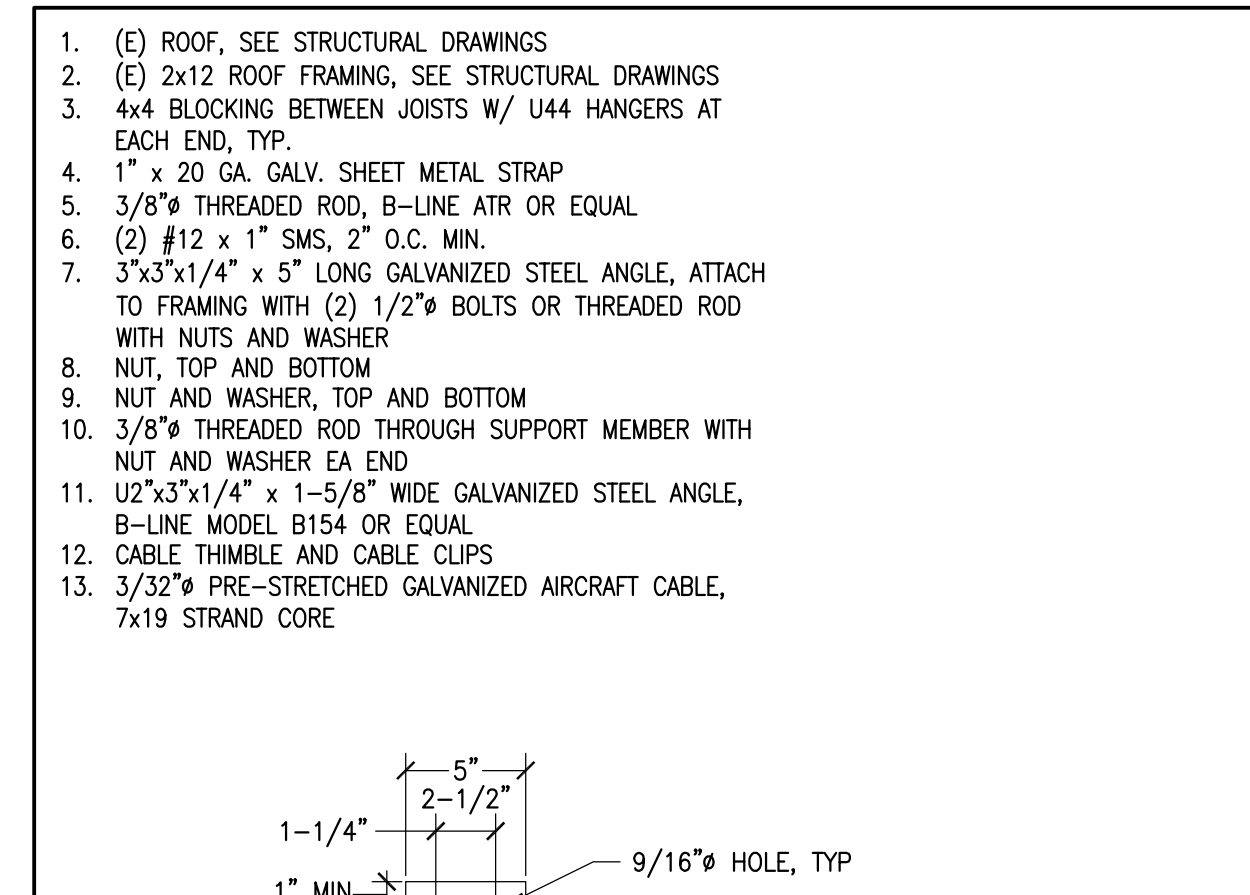 1. (E) ROOF, SEE STRUCTURAL DRAWINGS
2. (E) 2x12 ROOF FRAMING, SEE STRUCTURAL DRAWINGS
3. 4x4 BLOCKING BETWEEN JOISTS W/ U44 HANGERS AT
EACH END, TYP.
4. 1" x 20 GA. GALV. SHEET METAL STRAP
5. 3/8"ø THREADED ROD, B-LINE ATR OR EQUAL
6. (2) #12 x 1" SMS, 2" O.C. MIN.
7. 3"x3"x1/4" x 5" LONG GALVANIZED STEEL ANGLE, ATTACH
TO FRAMING WITH (2) 1/2"ø BOLTS OR THREADED ROD
WITH NUTS AND WASHER
8. NUT, TOP AND BOTTOM
9. NUT AND WASHER, TOP AND BOTTOM
10. 3/8"ø THREADED ROD THROUGH SUPPORT MEMBER WITH
NUT AND WASHER EA END
11. U2"x3"x1/4" x 1-5/8" WIDE GALVANIZED STEEL ANGLE,
B-LINE MODEL B154 OR EQUAL
12. CABLE THIMBLE AND CABLE CLIPS
13. 3/32"ø PRE-STRETCHED GALVANIZED AIRCRAFT CABLE,
7x19 STRAND CORE
5"
2-1/2"
1-1/4"
9/16"ø HOLE, TYP
1" MIN